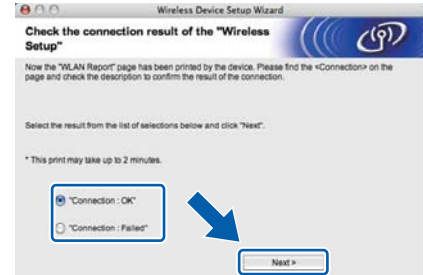 Wireless Device Setup Wizard
Check the connection result of the "Wireless
Setup"
Now the "WLAN Report" page has been printed by the device. Please find the <Connection> on the
page and check the description to confirm the result of the connection.
Select the result from the list of selections below and click "Next".
* This print may take up to 2 minutes.
"Connection : OK"
"Connection : Failed"
Next >